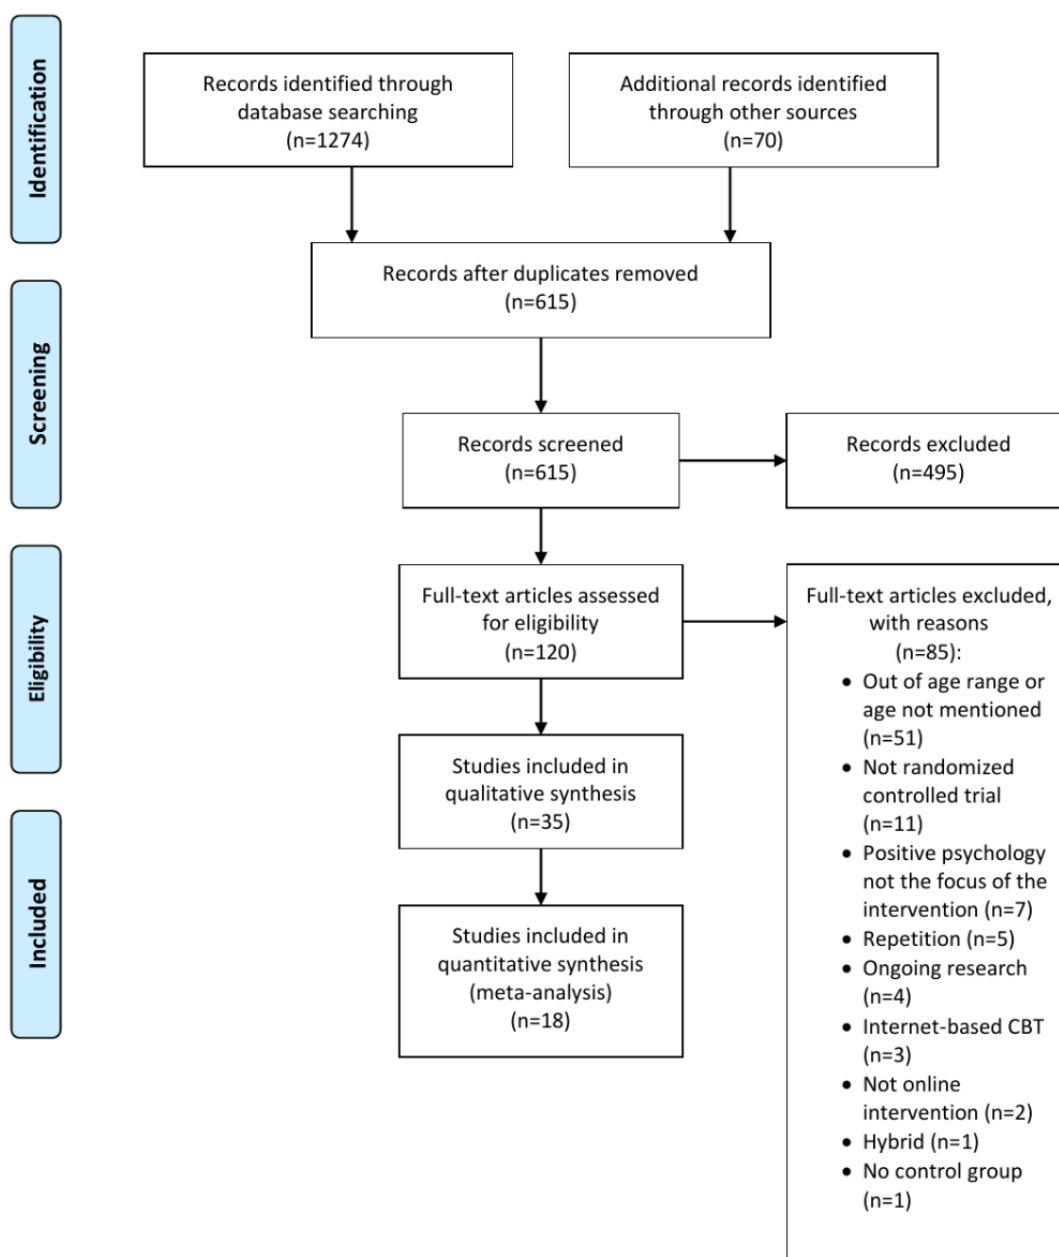 Identification
Records identified through
database searching
(n=1274)
Additional records identified
through other sources
(n=70)
Records after duplicates removed
(n=615)
Screening
Records screened
(n=615)
Records excluded
(n=495)
Eligibility
Full-text articles assessed
for eligibility
(n=120)
Full-text articles excluded,
with reasons
(n=85):
• Out of age range or
age not mentioned
(n=51)
• Not randomized
controlled trial
(n=11)
• Positive psychology
not the focus of the
intervention (n=7)
• Repetition (n=5)
• Ongoing research
(n=4)
• Internet-based CBT
(n=3)
• Not online
intervention (n=2)
• Hybrid (n=1)
• No control group
(n=1)
Studies included in
qualitative synthesis
(n=35)
Included
Studies included in
quantitative synthesis
(meta-analysis)
(n=18)